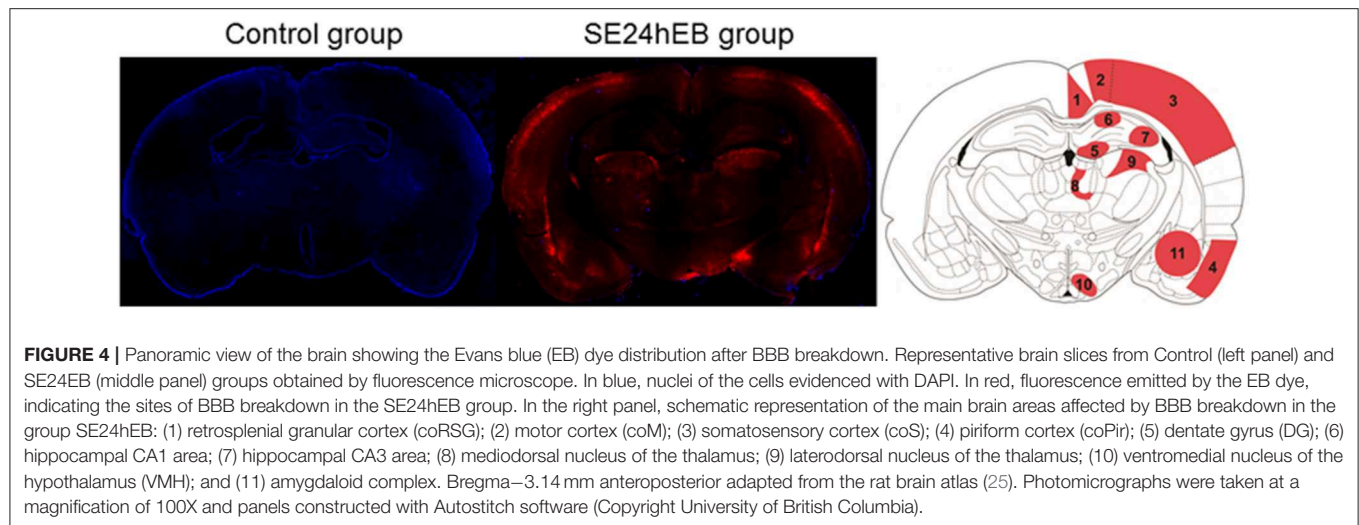 Control group
SE24hEB group
1
2
3
4
5
6
7
8
9
10
11
FIGURE 4 | Panoramic view of the brain showing the Evans blue (EB) dye distribution after BBB breakdown. Representative brain slices from Control (left panel) and
SE24EB (middle panel) groups obtained by fluorescence microscope. In blue, nuclei of the cells evidenced with DAPI. In red, fluorescence emitted by the EB dye,
indicating the sites of BBB breakdown in the SE24hEB group. In the right panel, schematic representation of the main brain areas affected by BBB breakdown in the
group SE24hEB: (1) retrosplenial granular cortex (coRSG); (2) motor cortex (coM); (3) somatosensory cortex (coS); (4) piriform cortex (coPir); (5) dentate gyrus (DG); (6)
hippocampal CA1 area; (7) hippocampal CA3 area; (8) mediodorsal nucleus of the thalamus; (9) laterodorsal nucleus of the thalamus; (10) ventromedial nucleus of the
hypothalamus (VMH); and (11) amygdaloid complex. Bregma−3.14 mm anteroposterior adapted from the rat brain atlas (25). Photomicrographs were taken at a
magnification of 100X and panels constructed with Autostitch software (Copyright University of British Columbia).